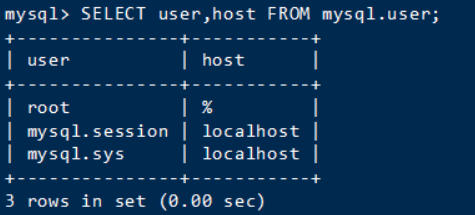 mysql> SELECT user,host FROM mysql.user;
+---------------+-----------+
| user          | host      |
+---------------+-----------+
| root          | %         |
| mysql.session | localhost |
| mysql.sys     | localhost |
+---------------+-----------+
3 rows in set (0.00 sec)